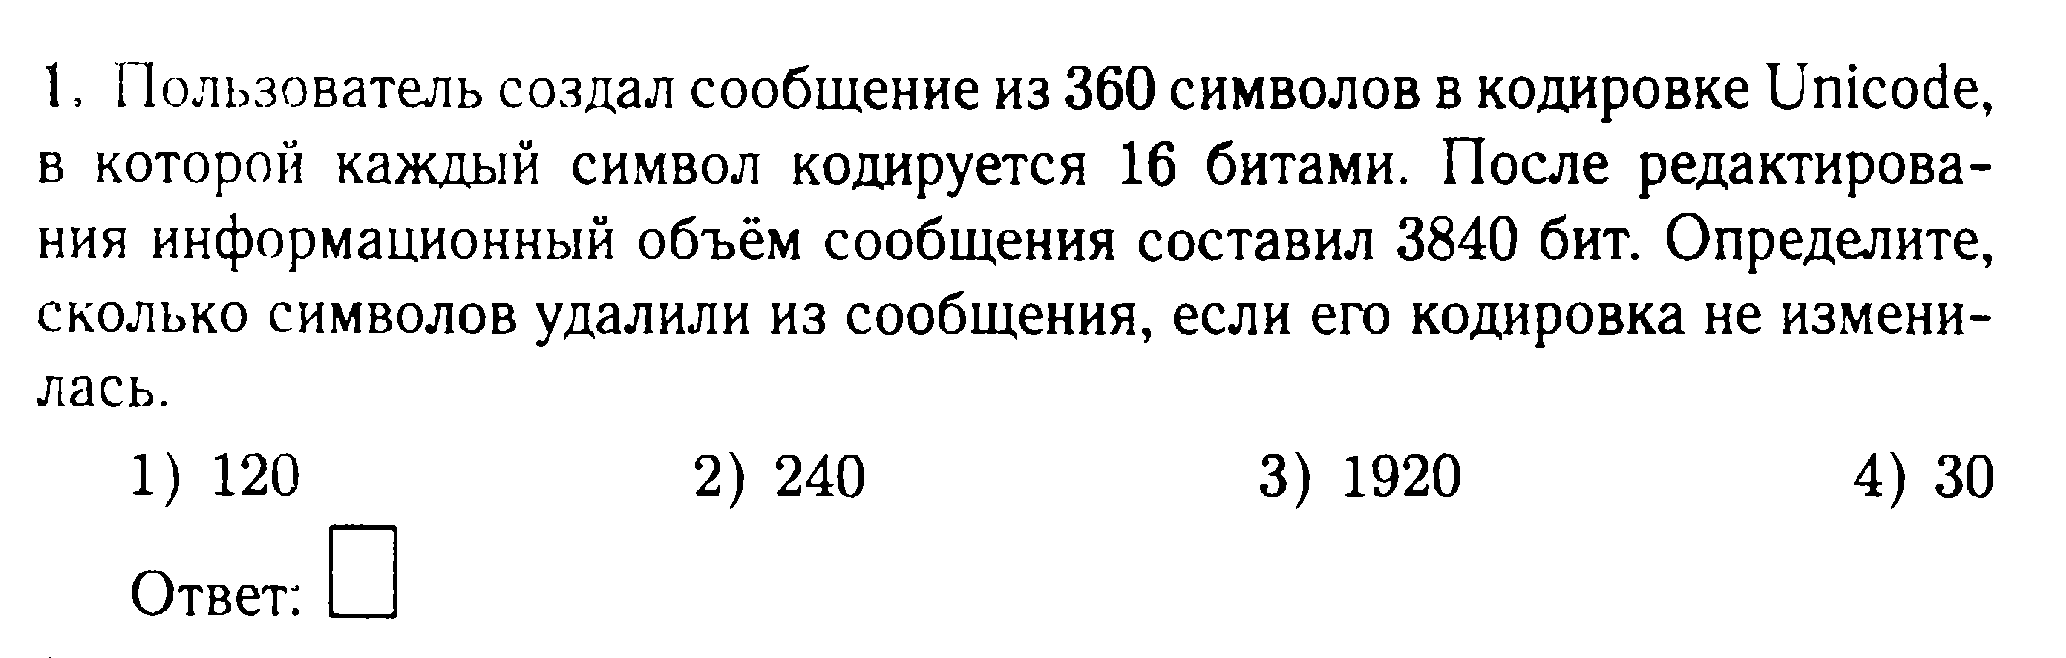 1. Пользователь создал сообщение из 360 символов в кодировке Unicode,
в которой каждый символ кодируется 16 битами. После редактирова-
ния информационный объём сообщения составил 3840 бит. Определите,
сколько символов удалили из сообщения, если его кодировка не измени-
лась.
1) 120 2) 240 3) 1920 4) 30
Ответ: